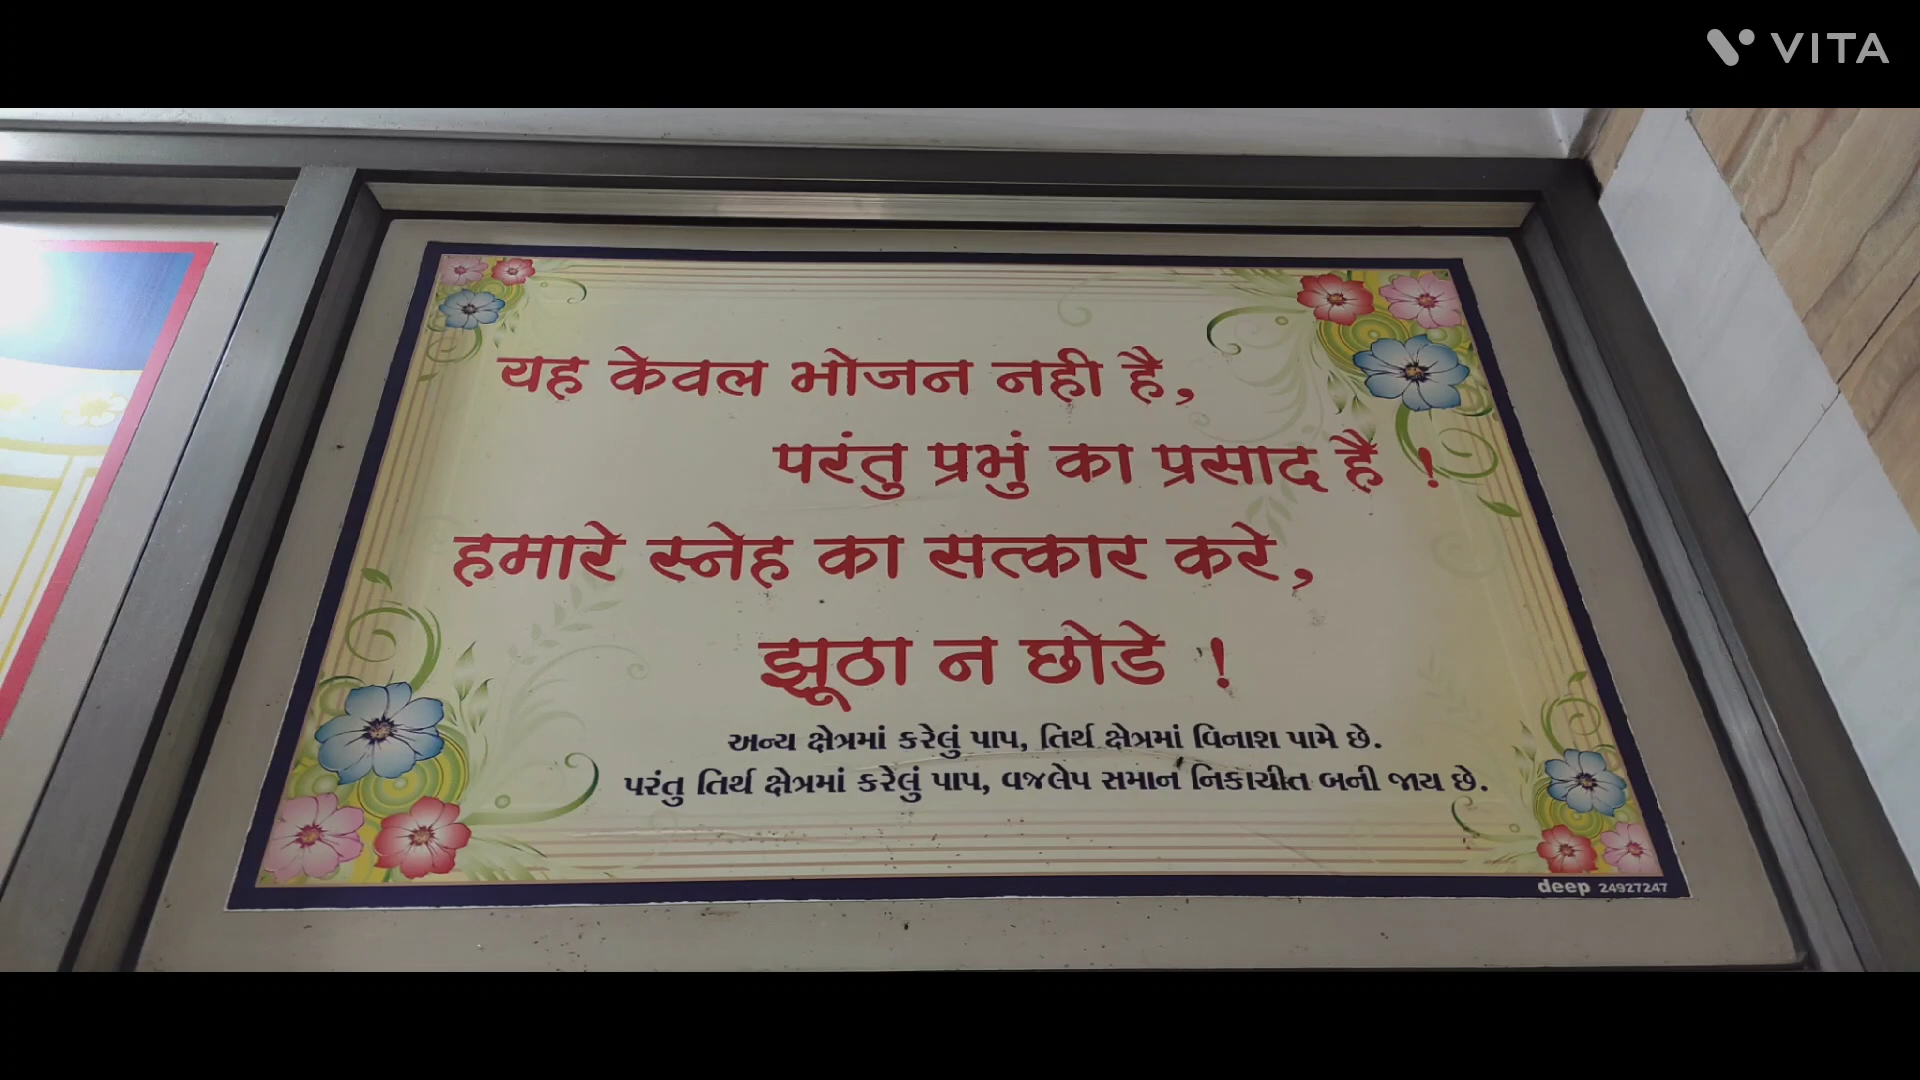 VITA
यह केवल भोजन नही है,
परंतु प्रभुं का प्रसाद है !
हमारे स्नेह का सत्कार करे,
झूठा न छोडे !
અન્ય ક્ષેત્રમાં કરેલું પાપ, તિર્થ ક્ષેત્રમાં વિનાશ પામે છે.
પરંતુ તિર્થ ક્ષેત્રમાં કરેલું પાપ, વજલેપ સમાન નિકાચીત બની જાય છે.
deep 24927247